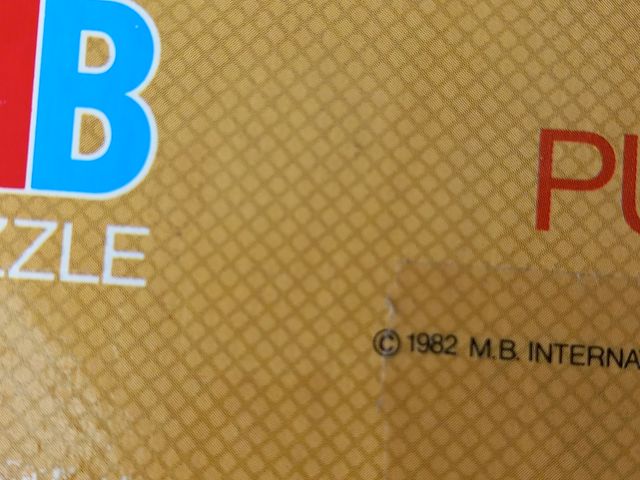 B
ZZLE
PU
© 1982 M.B. INTERNA